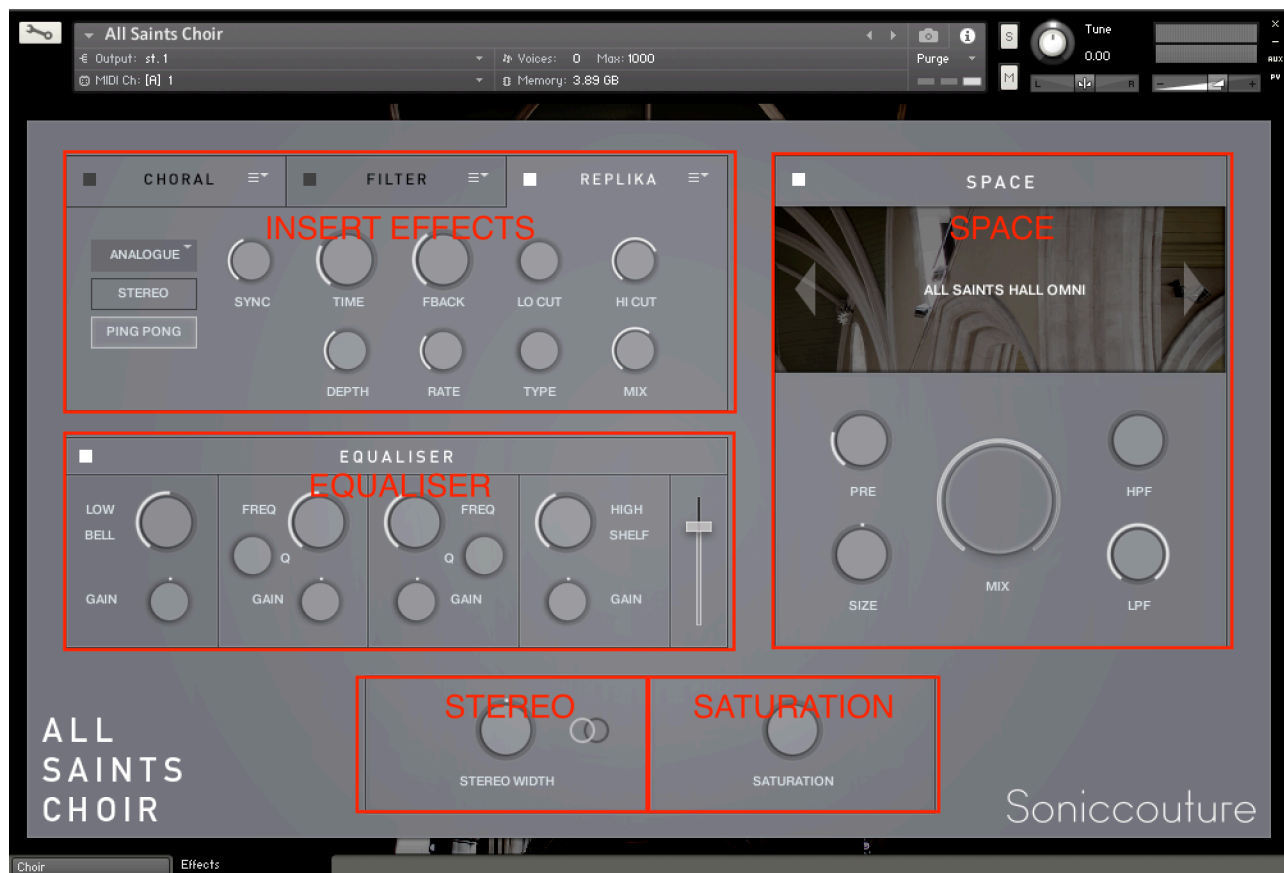 All Saints Choir
Output: st.1
Voices: 0 Max: 1000
Purge
MIDI Ch: [A] 1
Memory: 3.89 GB
S
M
Tune
0.00
L R
- +
×
-
AUX
PV
CHORAL
FILTER
REPLIKA
INSERT EFFECTS
ANALOGUE
STEREO
PING PONG
SYNC
TIME
FBACK
LO CUT
HI CUT
DEPTH
RATE
TYPE
MIX
SPACE
SPACE
ALL SAINTS HALL OMNI
PRE
HPF
SIZE
MIX
LPF
EQUALISER
EQUALISER
LOW
BELL
GAIN
FREQ
Q
GAIN
FREQ
Q
GAIN
HIGH
SHELF
GAIN
STEREO
STEREO WIDTH
SATURATION
SATURATION
ALL
SAINTS
CHOIR
Soniccouture
Choir
Effects